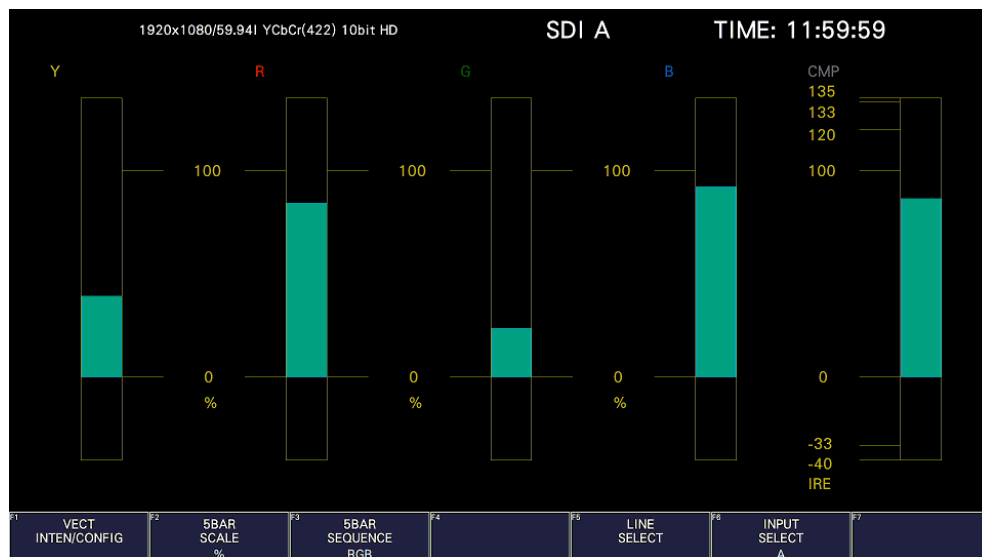 1920x1080/59.94I YCbCr(422) 10bit HD SDI A TIME: 11:59:59
Y R G B CMP
135
133
120
100 100 100 100
0 0 0 0
% % %
-33
-40
IRE
F1 VECT INTEN/CONFIG
F2 5BAR SCALE %
F3 5BAR SEQUENCE RGB
F4
F5 LINE SELECT
F6 INPUT SELECT A
F7